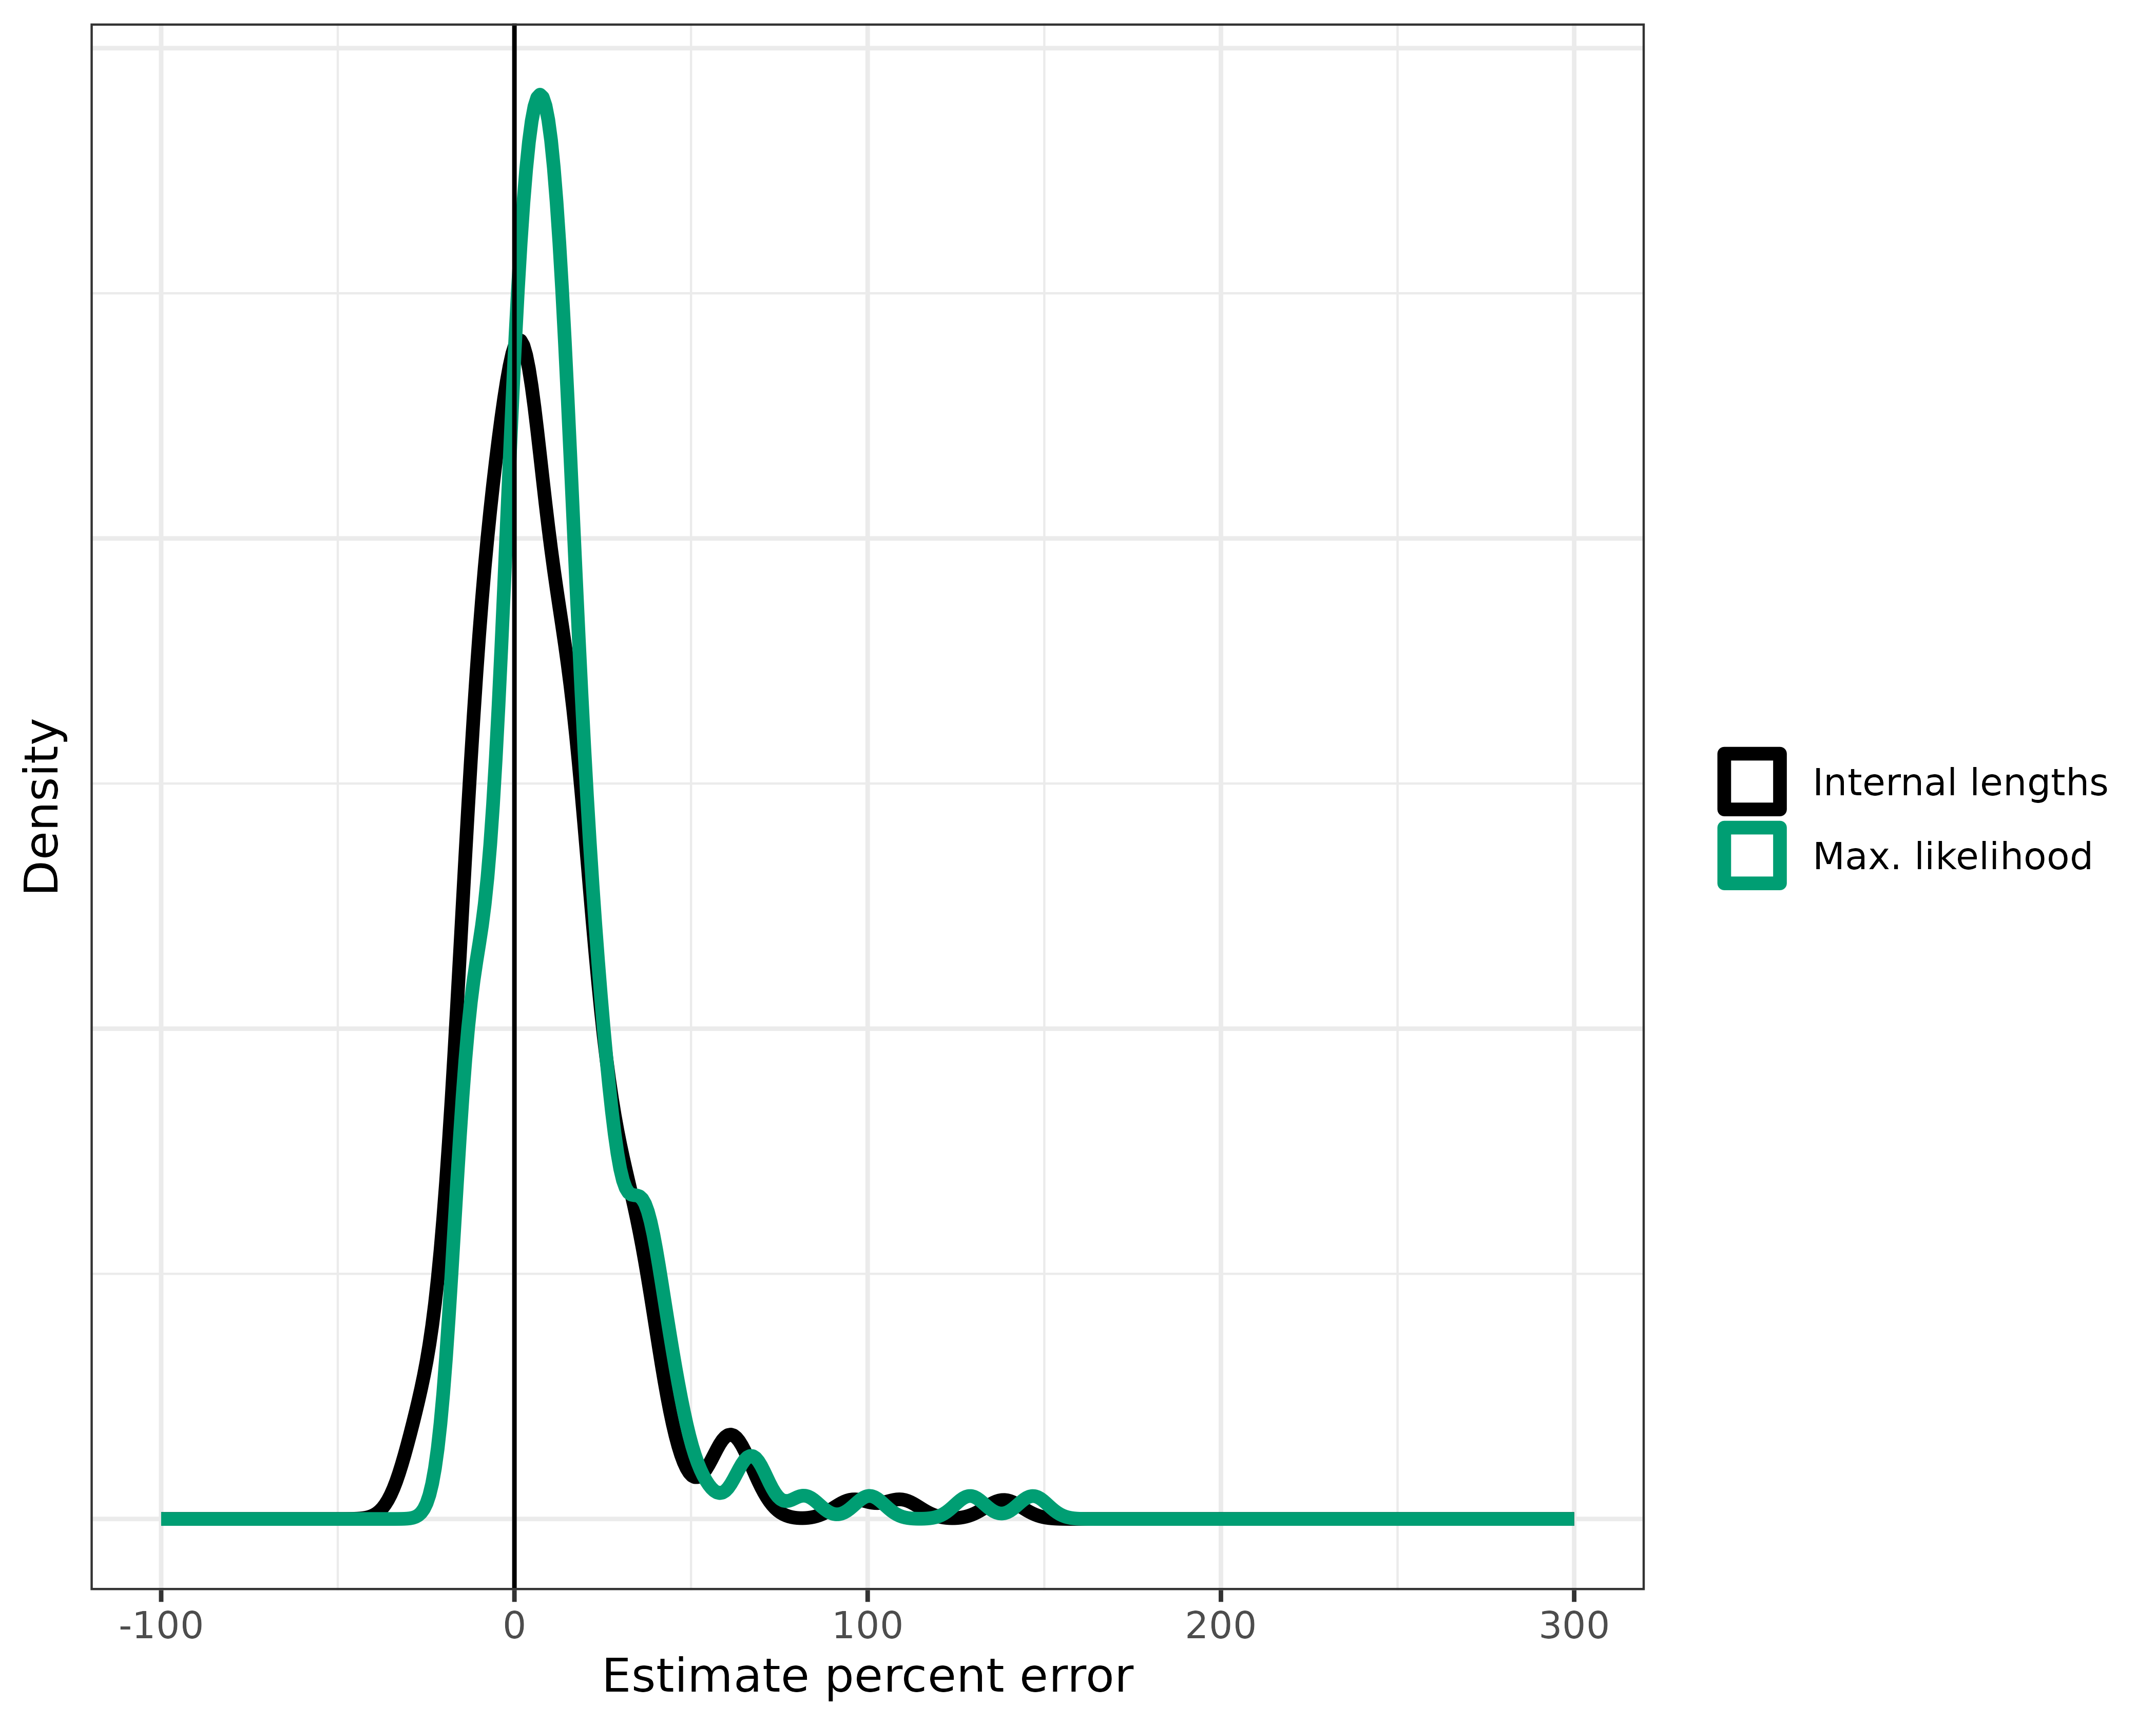 Density
Internal lengths
Max. likelihood
-100 0 100 200 300
Estimate percent error